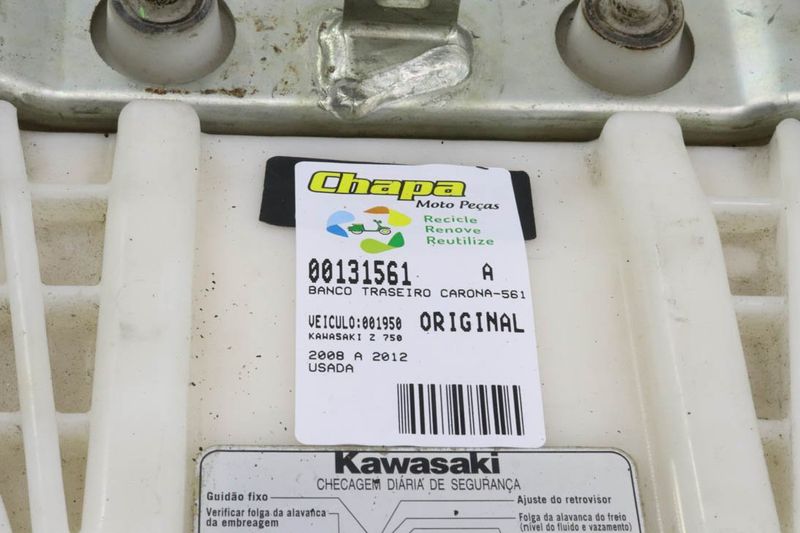 Chapa
Moto Peças
Recicle
Renove
Reutilize
00131561 A
BANCO TRASEIRO CARONA-561
VEICULO:001950 ORIGINAL
KAWASAKI Z 750
2008 A 2012
USADA
Kawasaki
CHECAGEM DIÁRIA DE SEGURANÇA
Guidão fixo
Ajuste do retrovisor
Verificar folga da alavanca
da embreagem
Folga da alavanca do freio
(nível do fluido e vazamento)